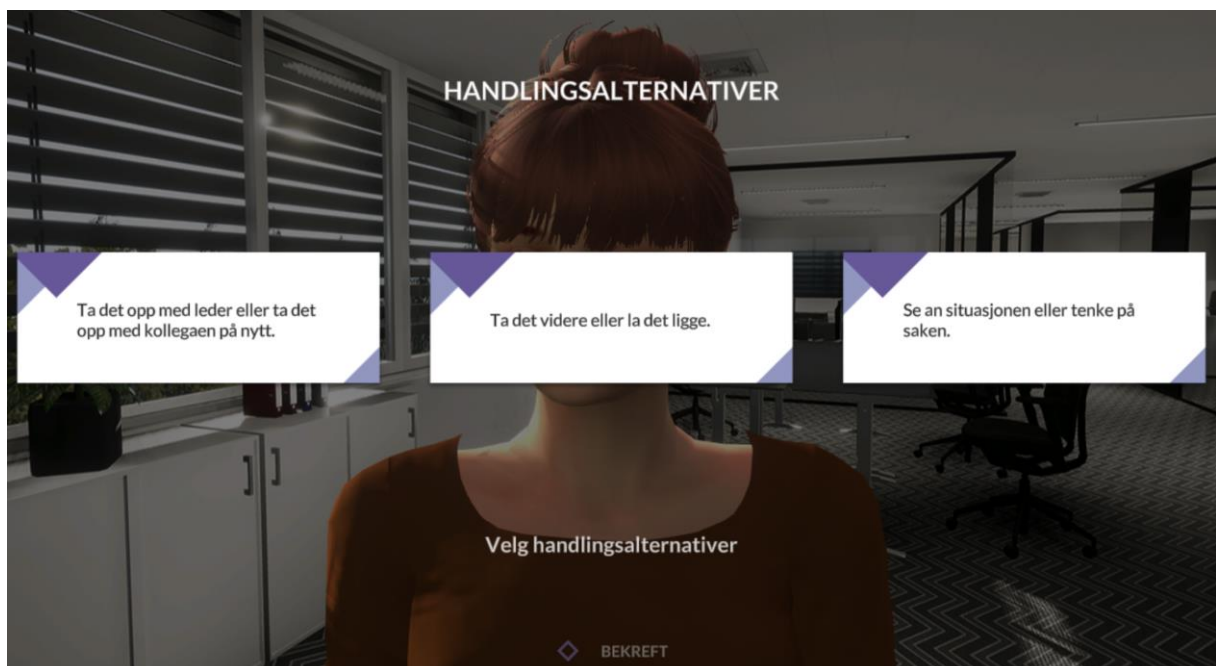 HANDLINGSALTERNATIVER
Ta det opp med leder eller ta det
opp med kollegaen på nytt.
Ta det videre eller la det ligge.
Se an situasjonen eller tenke på
saken.
Velg handlingsalternativer
BEKREFT